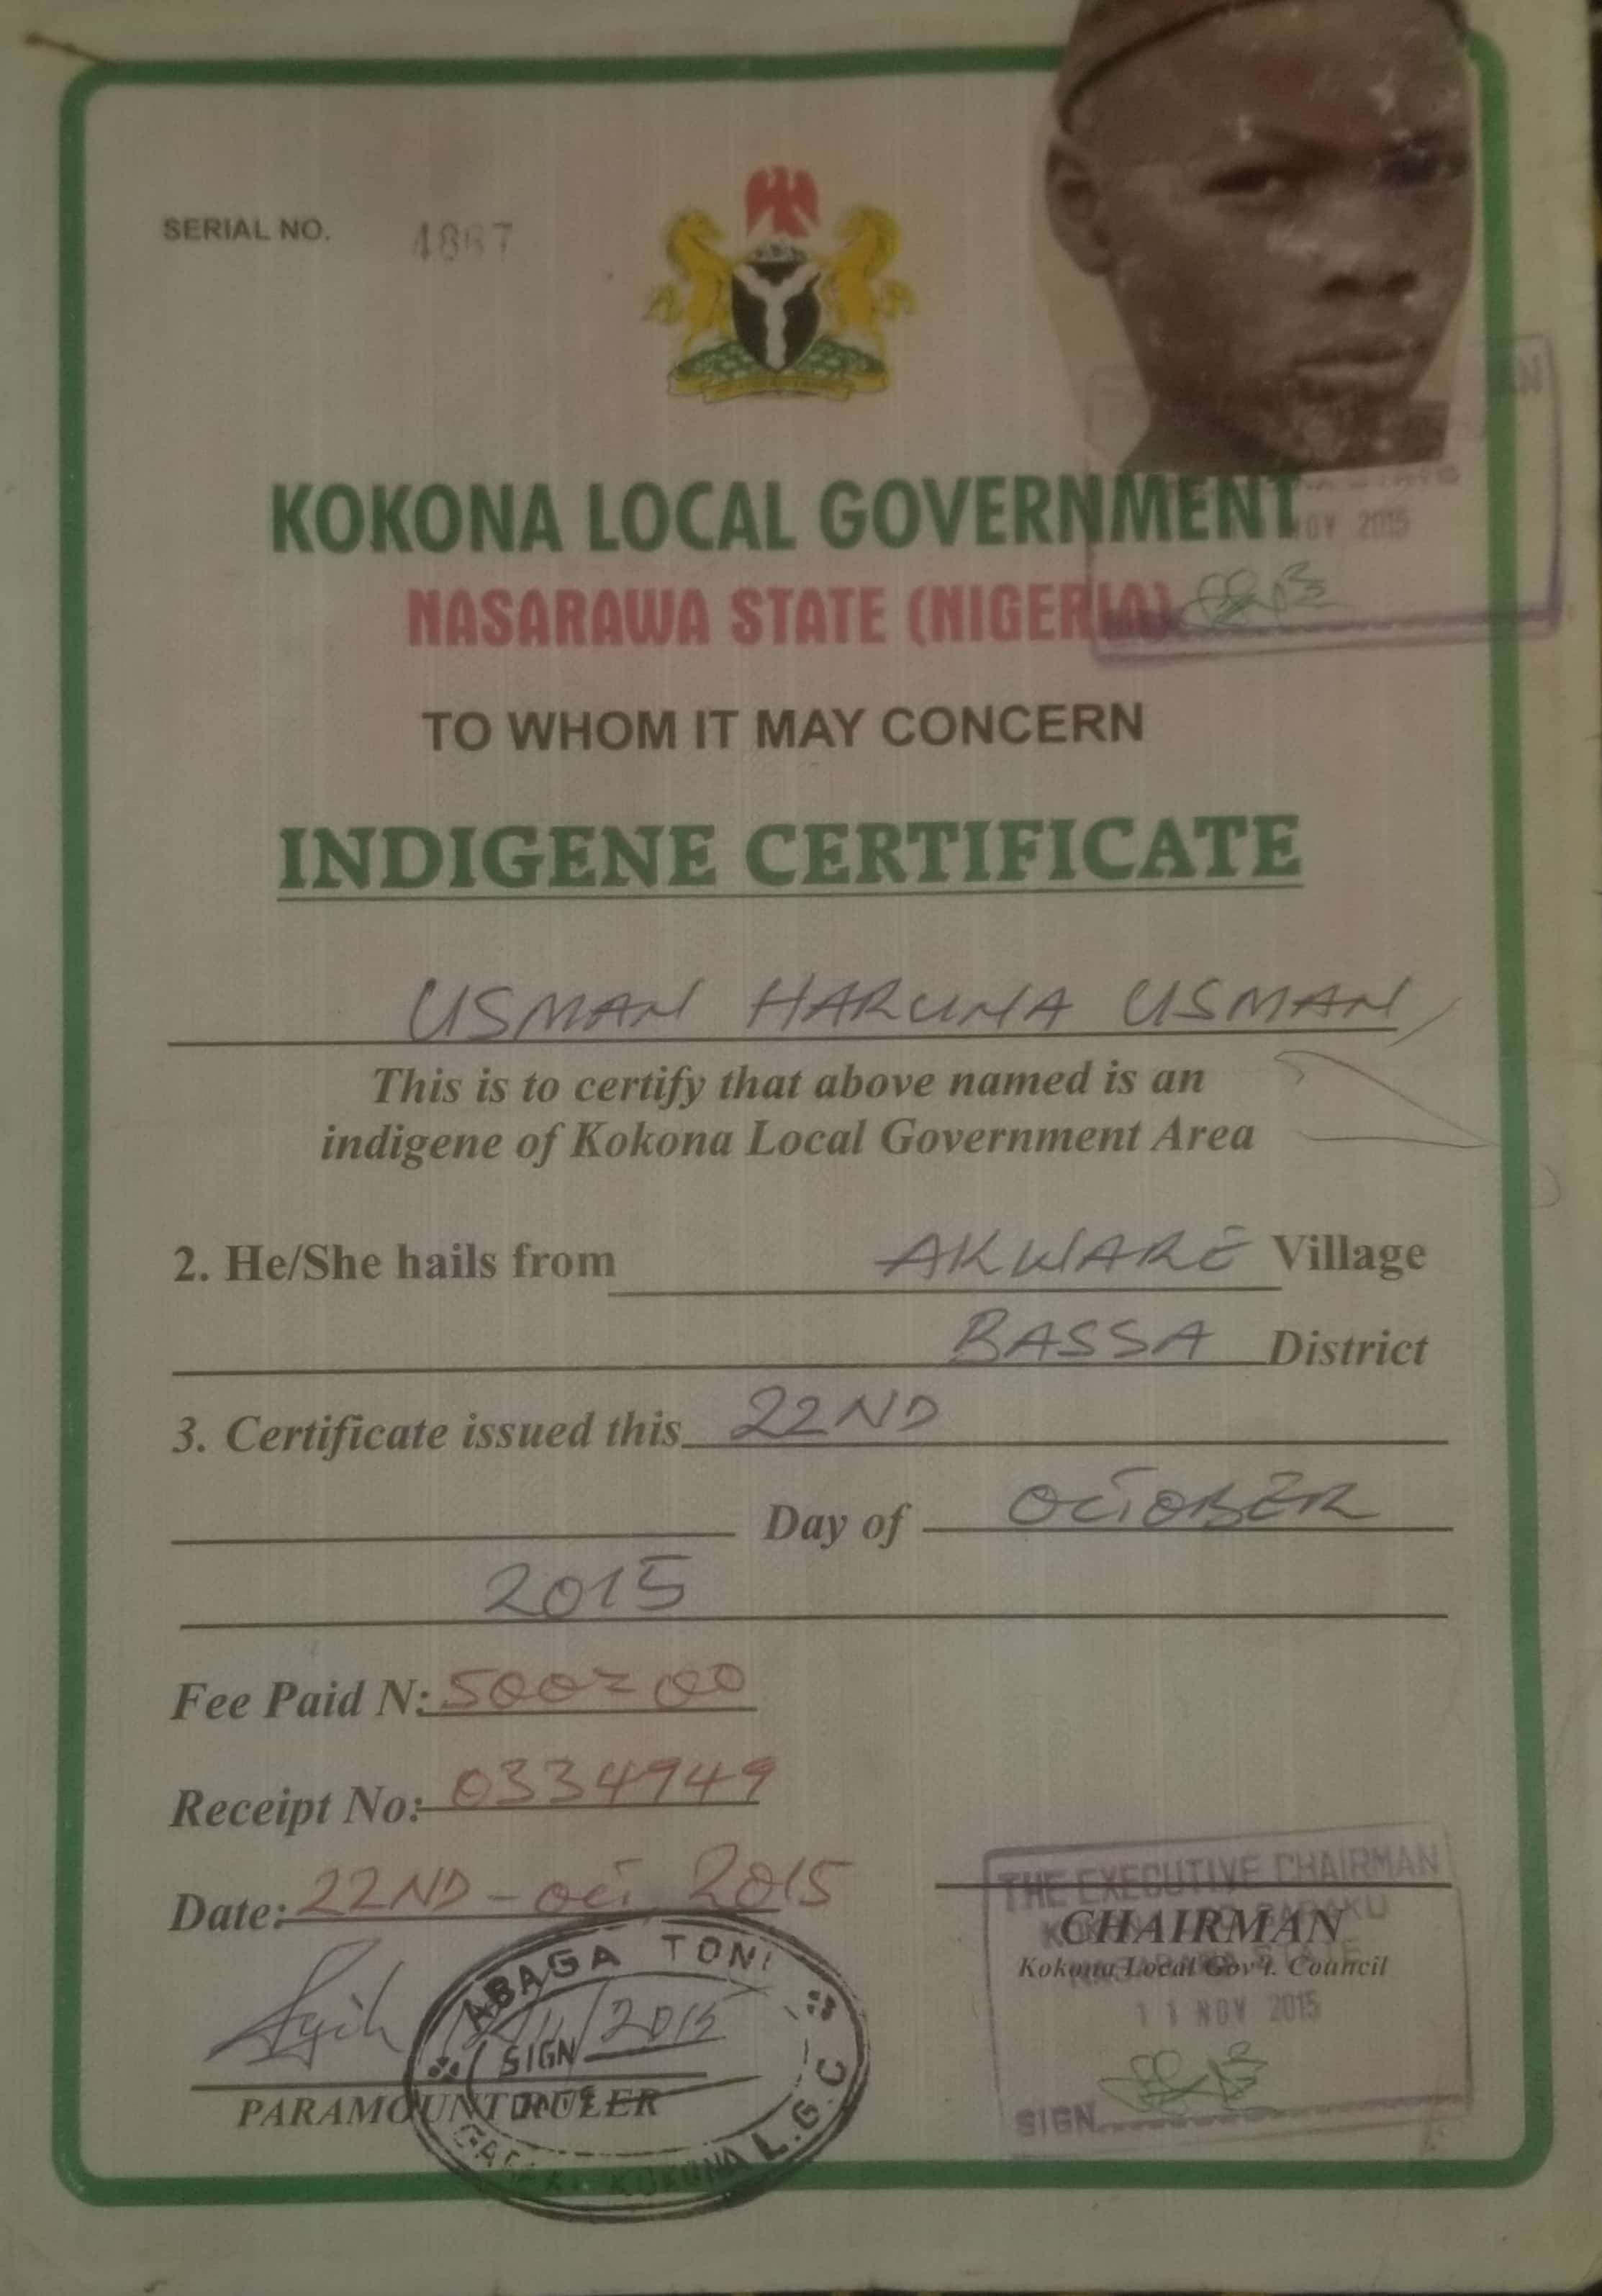 SERIAL NO. 4867
KOKONA LOCAL GOVERNMENT
NOV 2015
NASARAWA STATE (NIGERIA)
TO WHOM IT MAY CONCERN
INDIGENE CERTIFICATE
USMAN HARUNA USMAN
This is to certify that above named is an
indigene of Kokona Local Government Area
2. He/She hails from AKWARE Village
BASSA District
3. Certificate issued this 22ND
Day of OCTOBER
2015
Fee Paid N: 500=00
Receipt No: 0334949
Date: 22ND - OCT 2015
THE EXECUTIVE CHAIRMAN
CHAIRMAN
Kokona Local Gov't. Council
11 NOV 2015
SIGN
ABAGA TONI
2015
SIGN
PARAMOUNT RULER
KOKONA L.G.C